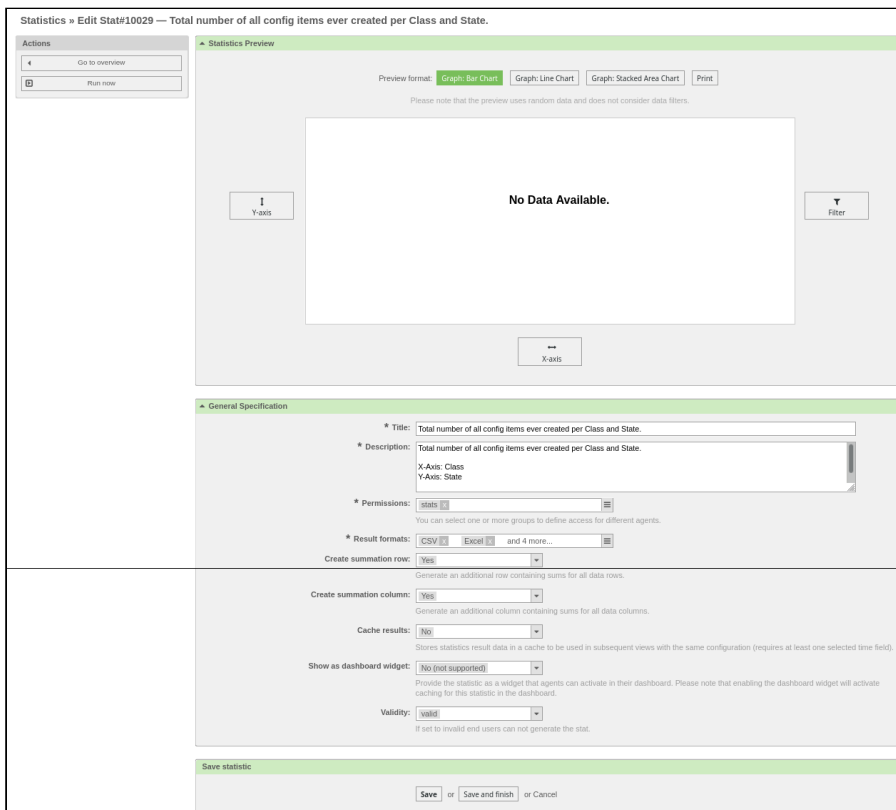 Statistics » Edit Stat#10029 — Total number of all config items ever created per Class and State.
Actions
Go to overview
Run now
Statistics Preview
Preview format: Graph: Bar Chart Graph: Line Chart Graph: Stacked Area Chart Print
Please note that the preview uses random data and does not consider data filters.
No Data Available.
Y-axis
Filter
X-axis
General Specification
* Title: Total number of all config items ever created per Class and State.
* Description: Total number of all config items ever created per Class and State.
X-Axis: Class
Y-Axis: State
* Permissions: stats x
You can select one or more groups to define access for different agents.
* Result formats: CSV x Excel x and 4 more...
Create summation row: Yes
Generate an additional row containing sums for all data rows.
Create summation column: Yes
Generate an additional column containing sums for all data columns.
Cache results: No
Stores statistics result data in a cache to be used in subsequent views with the same configuration (requires at least one selected time field).
Show as dashboard widget: No (not supported)
Provide the statistic as a widget that agents can activate in their dashboard. Please note that enabling the dashboard widget will activate
caching for this statistic in the dashboard.
Validity: valid
If set to invalid end users can not generate the stat.
Save statistic
Save or Save and finish or Cancel